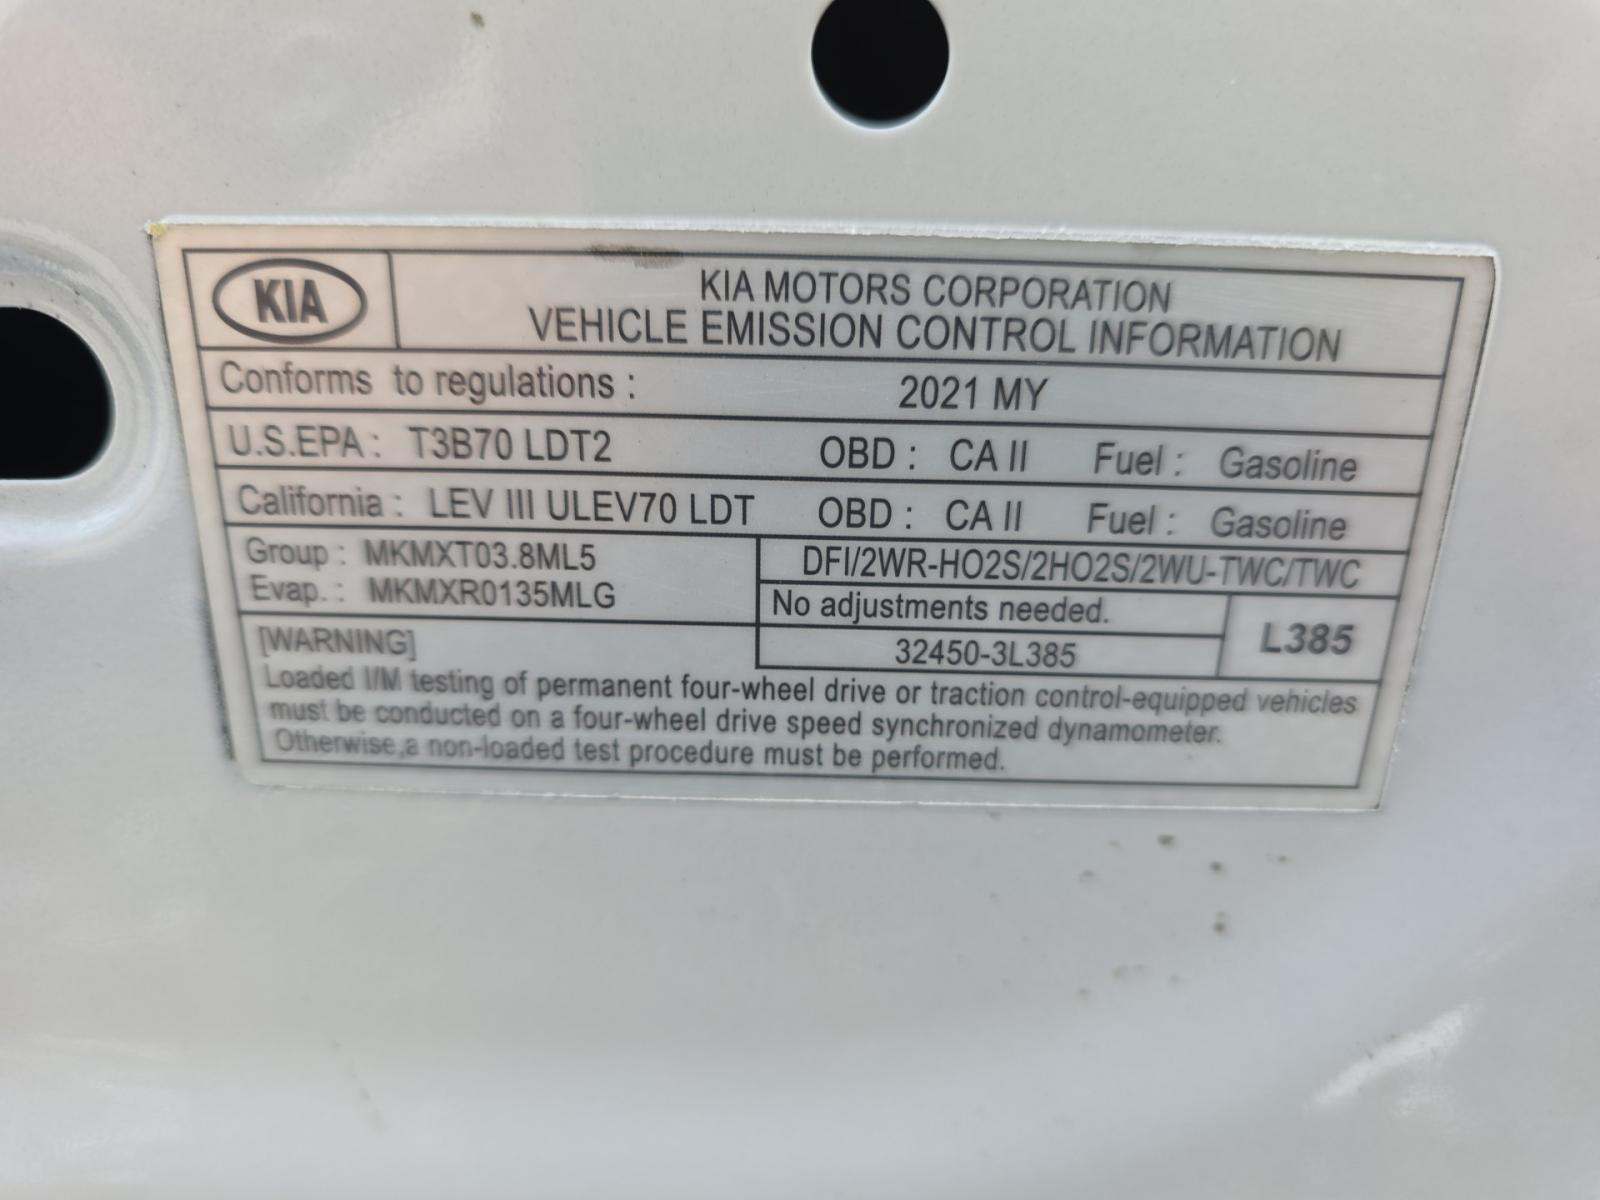 KIA
KIA MOTORS CORPORATION
VEHICLE EMISSION CONTROL INFORMATION
Conforms to regulations : 2021 MY
U.S.EPA : T3B70 LDT2 OBD : CA II Fuel : Gasoline
California : LEV III ULEV70 LDT OBD : CA II Fuel : Gasoline
Group : MKMXT03.8ML5
Evap. : MKMXR0135MLG
DFI/2WR-HO2S/2HO2S/2WU-TWC/TWC
No adjustments needed.
32450-3L385
L385
[WARNING]
Loaded I/M testing of permanent four-wheel drive or traction control-equipped vehicles
must be conducted on a four-wheel drive speed synchronized dynamometer.
Otherwise,a non-loaded test procedure must be performed.